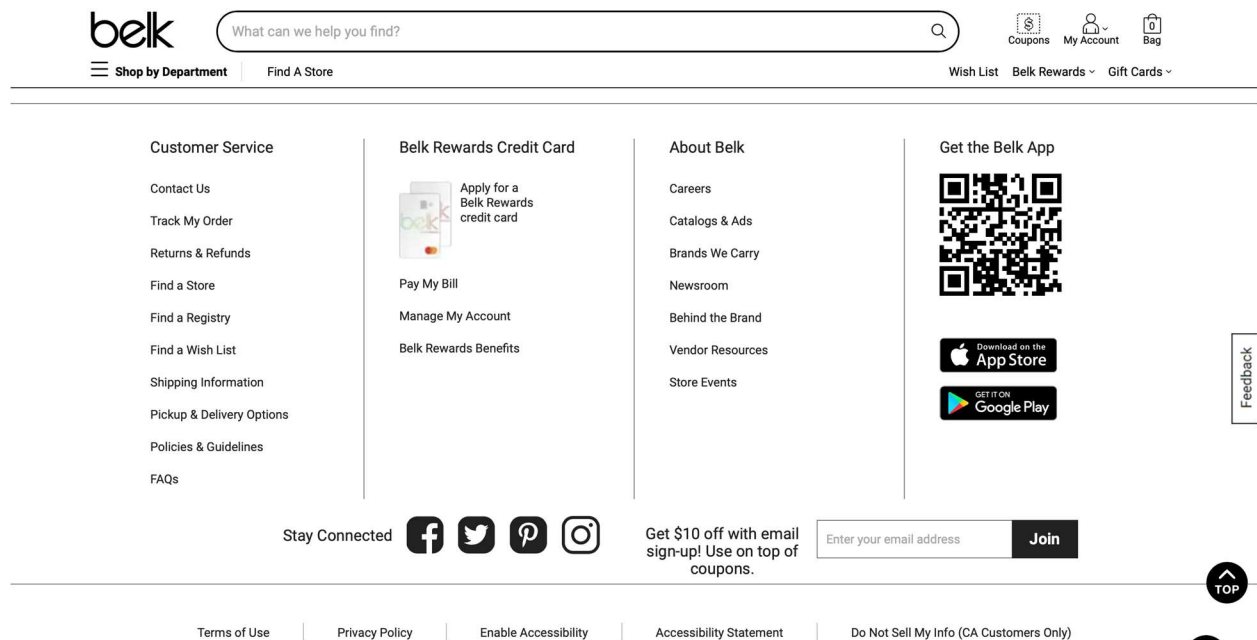 belk
What can we help you find?
Coupons
My Account
0
Bag
Shop by Department
Find A Store
Wish List
Belk Rewards
Gift Cards
Customer Service
Contact Us
Track My Order
Returns & Refunds
Find a Store
Find a Registry
Find a Wish List
Shipping Information
Pickup & Delivery Options
Policies & Guidelines
FAQs
Belk Rewards Credit Card
belk
Apply for a
Belk Rewards
credit card
Pay My Bill
Manage My Account
Belk Rewards Benefits
About Belk
Careers
Catalogs & Ads
Brands We Carry
Newsroom
Behind the Brand
Vendor Resources
Store Events
Get the Belk App
Download on the
App Store
GET IT ON
Google Play
Feedback
Stay Connected
Get $10 off with email
sign-up! Use on top of
coupons.
Enter your email address
Join
TOP
Terms of Use
Privacy Policy
Enable Accessibility
Accessibility Statement
Do Not Sell My Info (CA Customers Only)